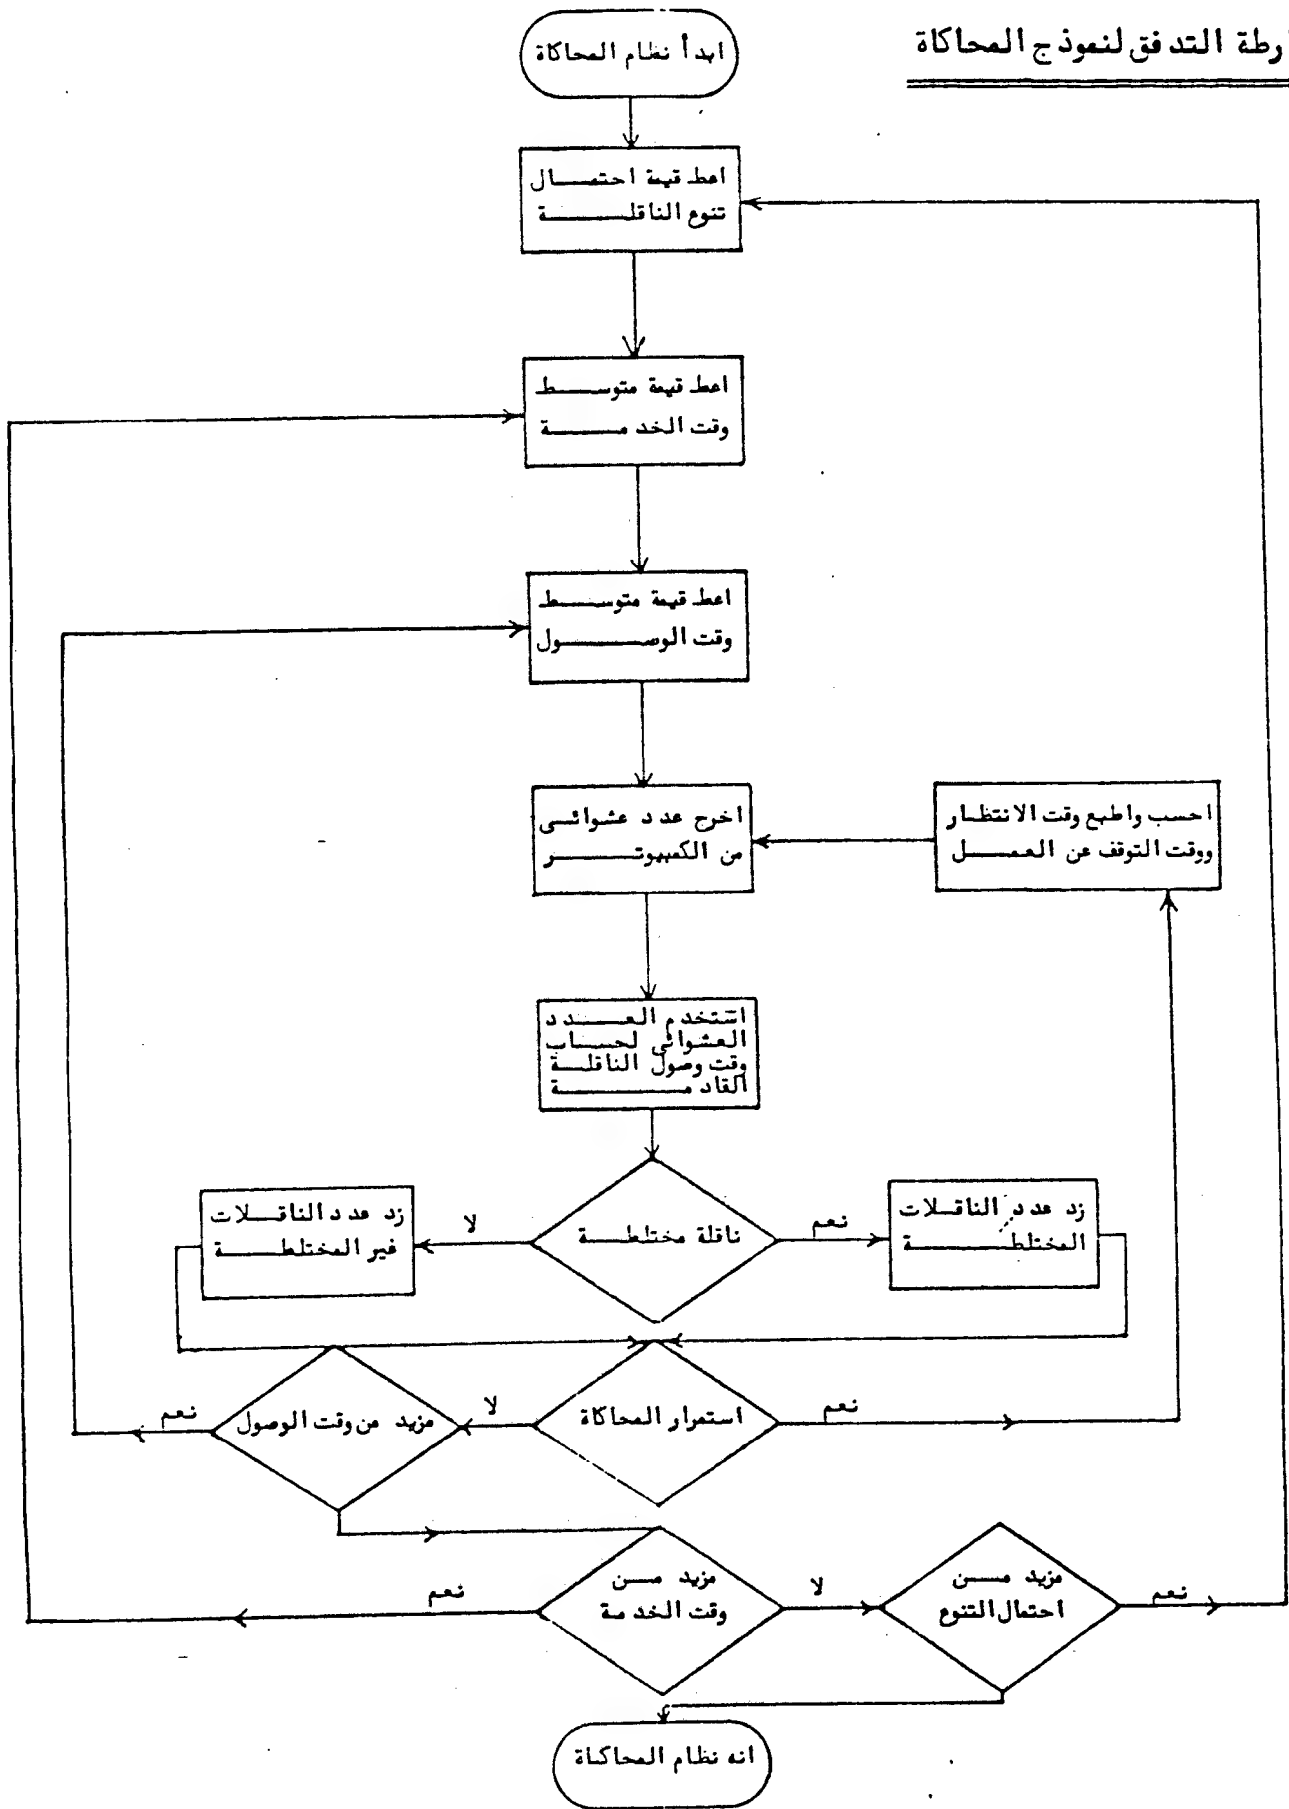 رطة التدفق لنموذج المحاكاة
ابدأ نظام المحاكاة
اعط قيمة احتمال
تنوع الناقلة
اعط قيمة متوسط
وقت الخدمة
اعط قيمة متوسط
وقت الوصول
اخرج عدد عشوائى
من الكمبيوتر
احسب واطبع وقت الانتظار
ووقت التوقف عن العمل
استخدم العدد
العشوائى لحساب
وقت وصول الناقلة
القادمة
ناقلة مختلطة
نعم
لا
زد عدد الناقلات
المختلطة
زد عدد الناقلات
غير المختلطة
استمرار المحاكاة
نعم
لا
مزيد من وقت الوصول
نعم
مزيد من
وقت الخدمة
نعم
لا
مزيد من
احتمال التنوع
نعم
انه نظام المحاكاة